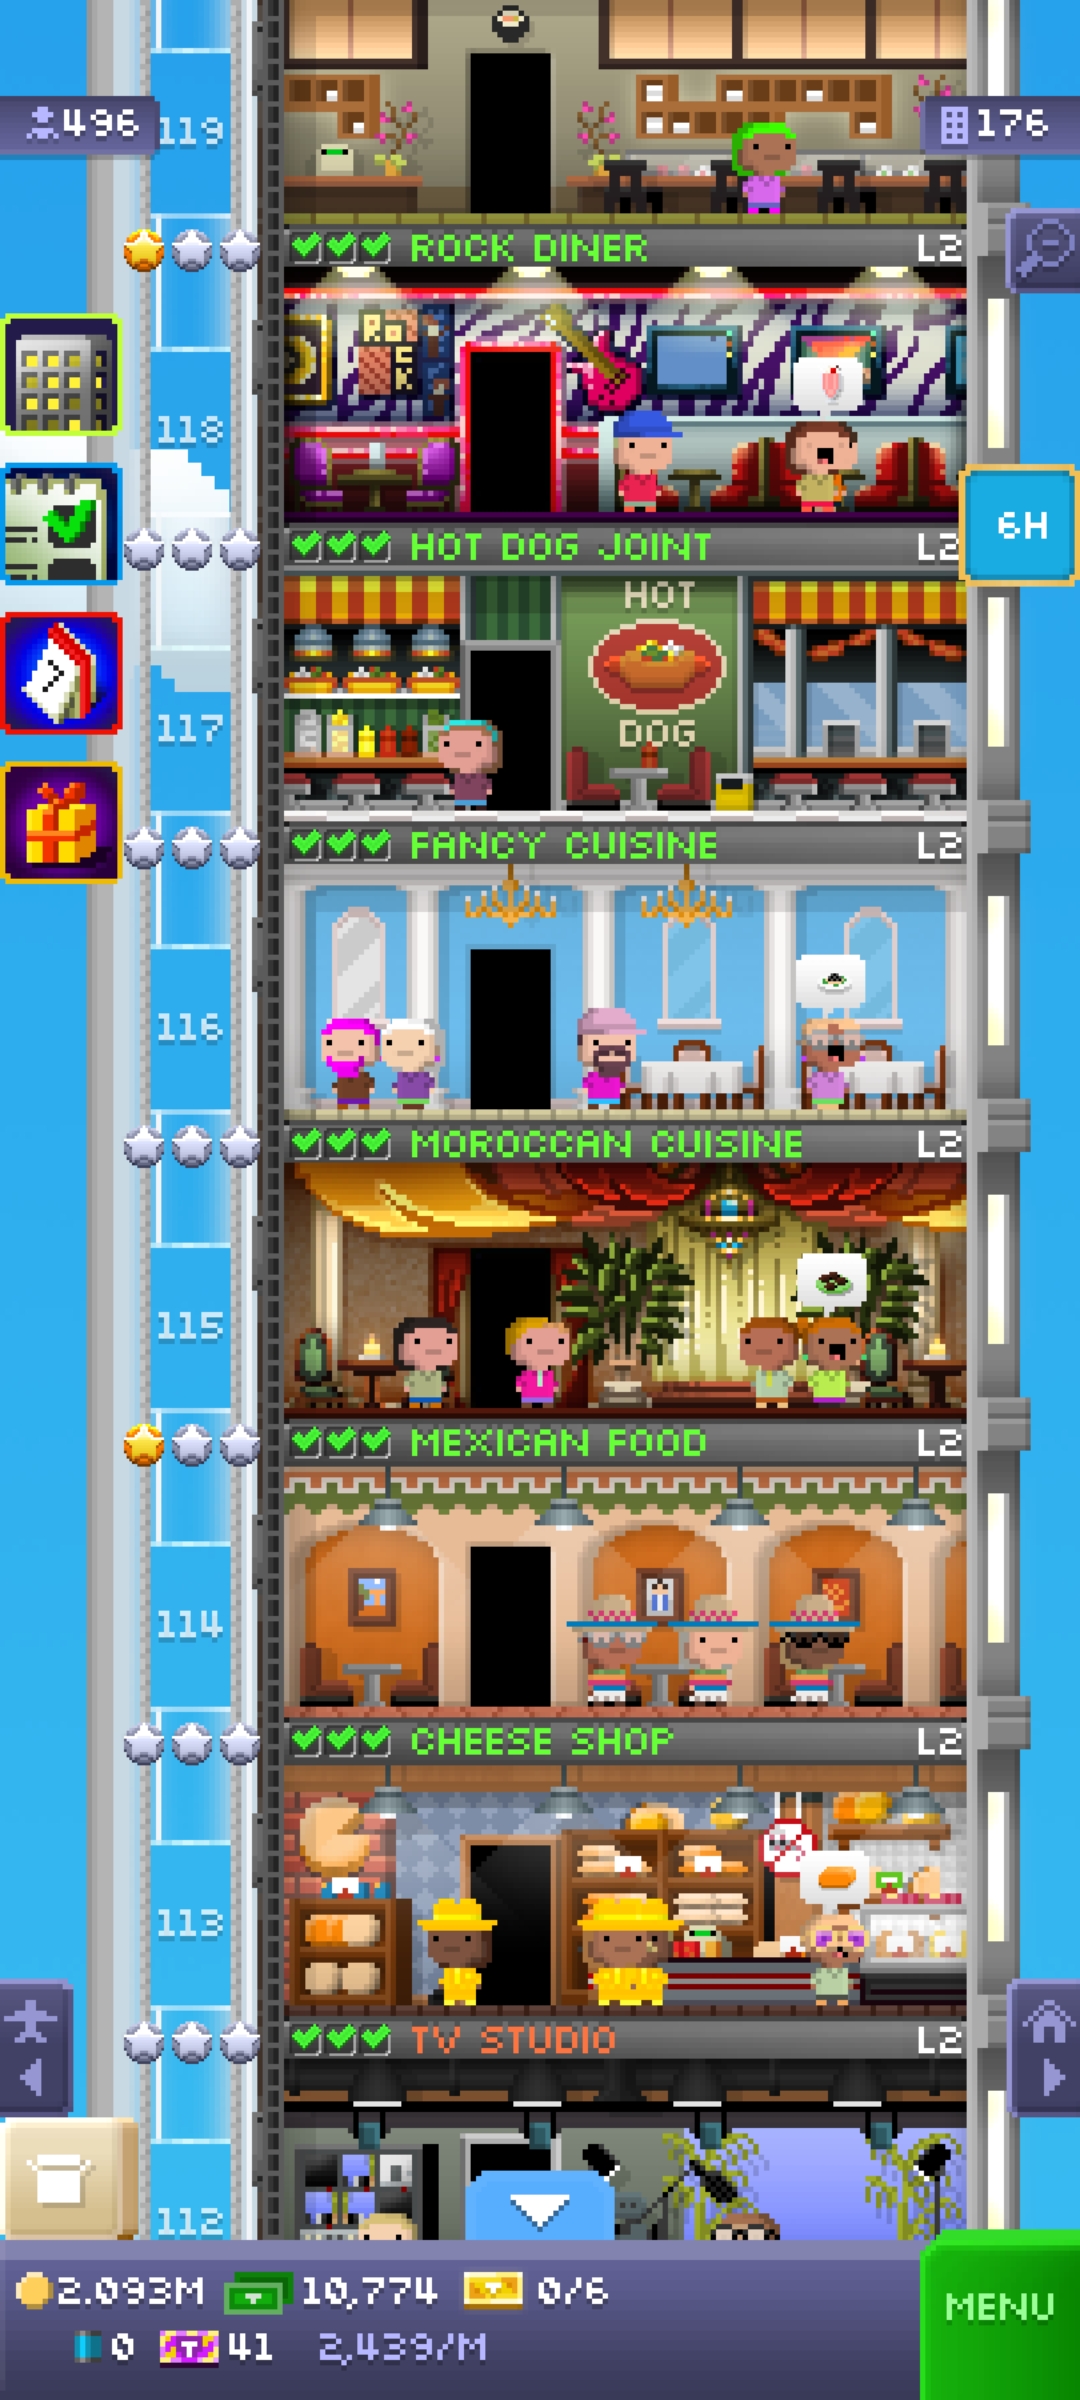 496
119
176
ROCK DINER L2
ROCK
118
6H
HOT DOG JOINT L2
HOT
DOG
7
117
FANCY CUISINE L2
116
MOROCCAN CUISINE L2
115
MEXICAN FOOD L2
114
CHEESE SHOP L2
113
TV STUDIO L2
112
2.093M 10,774 0/6
0 T 41 2,439/M
MENU